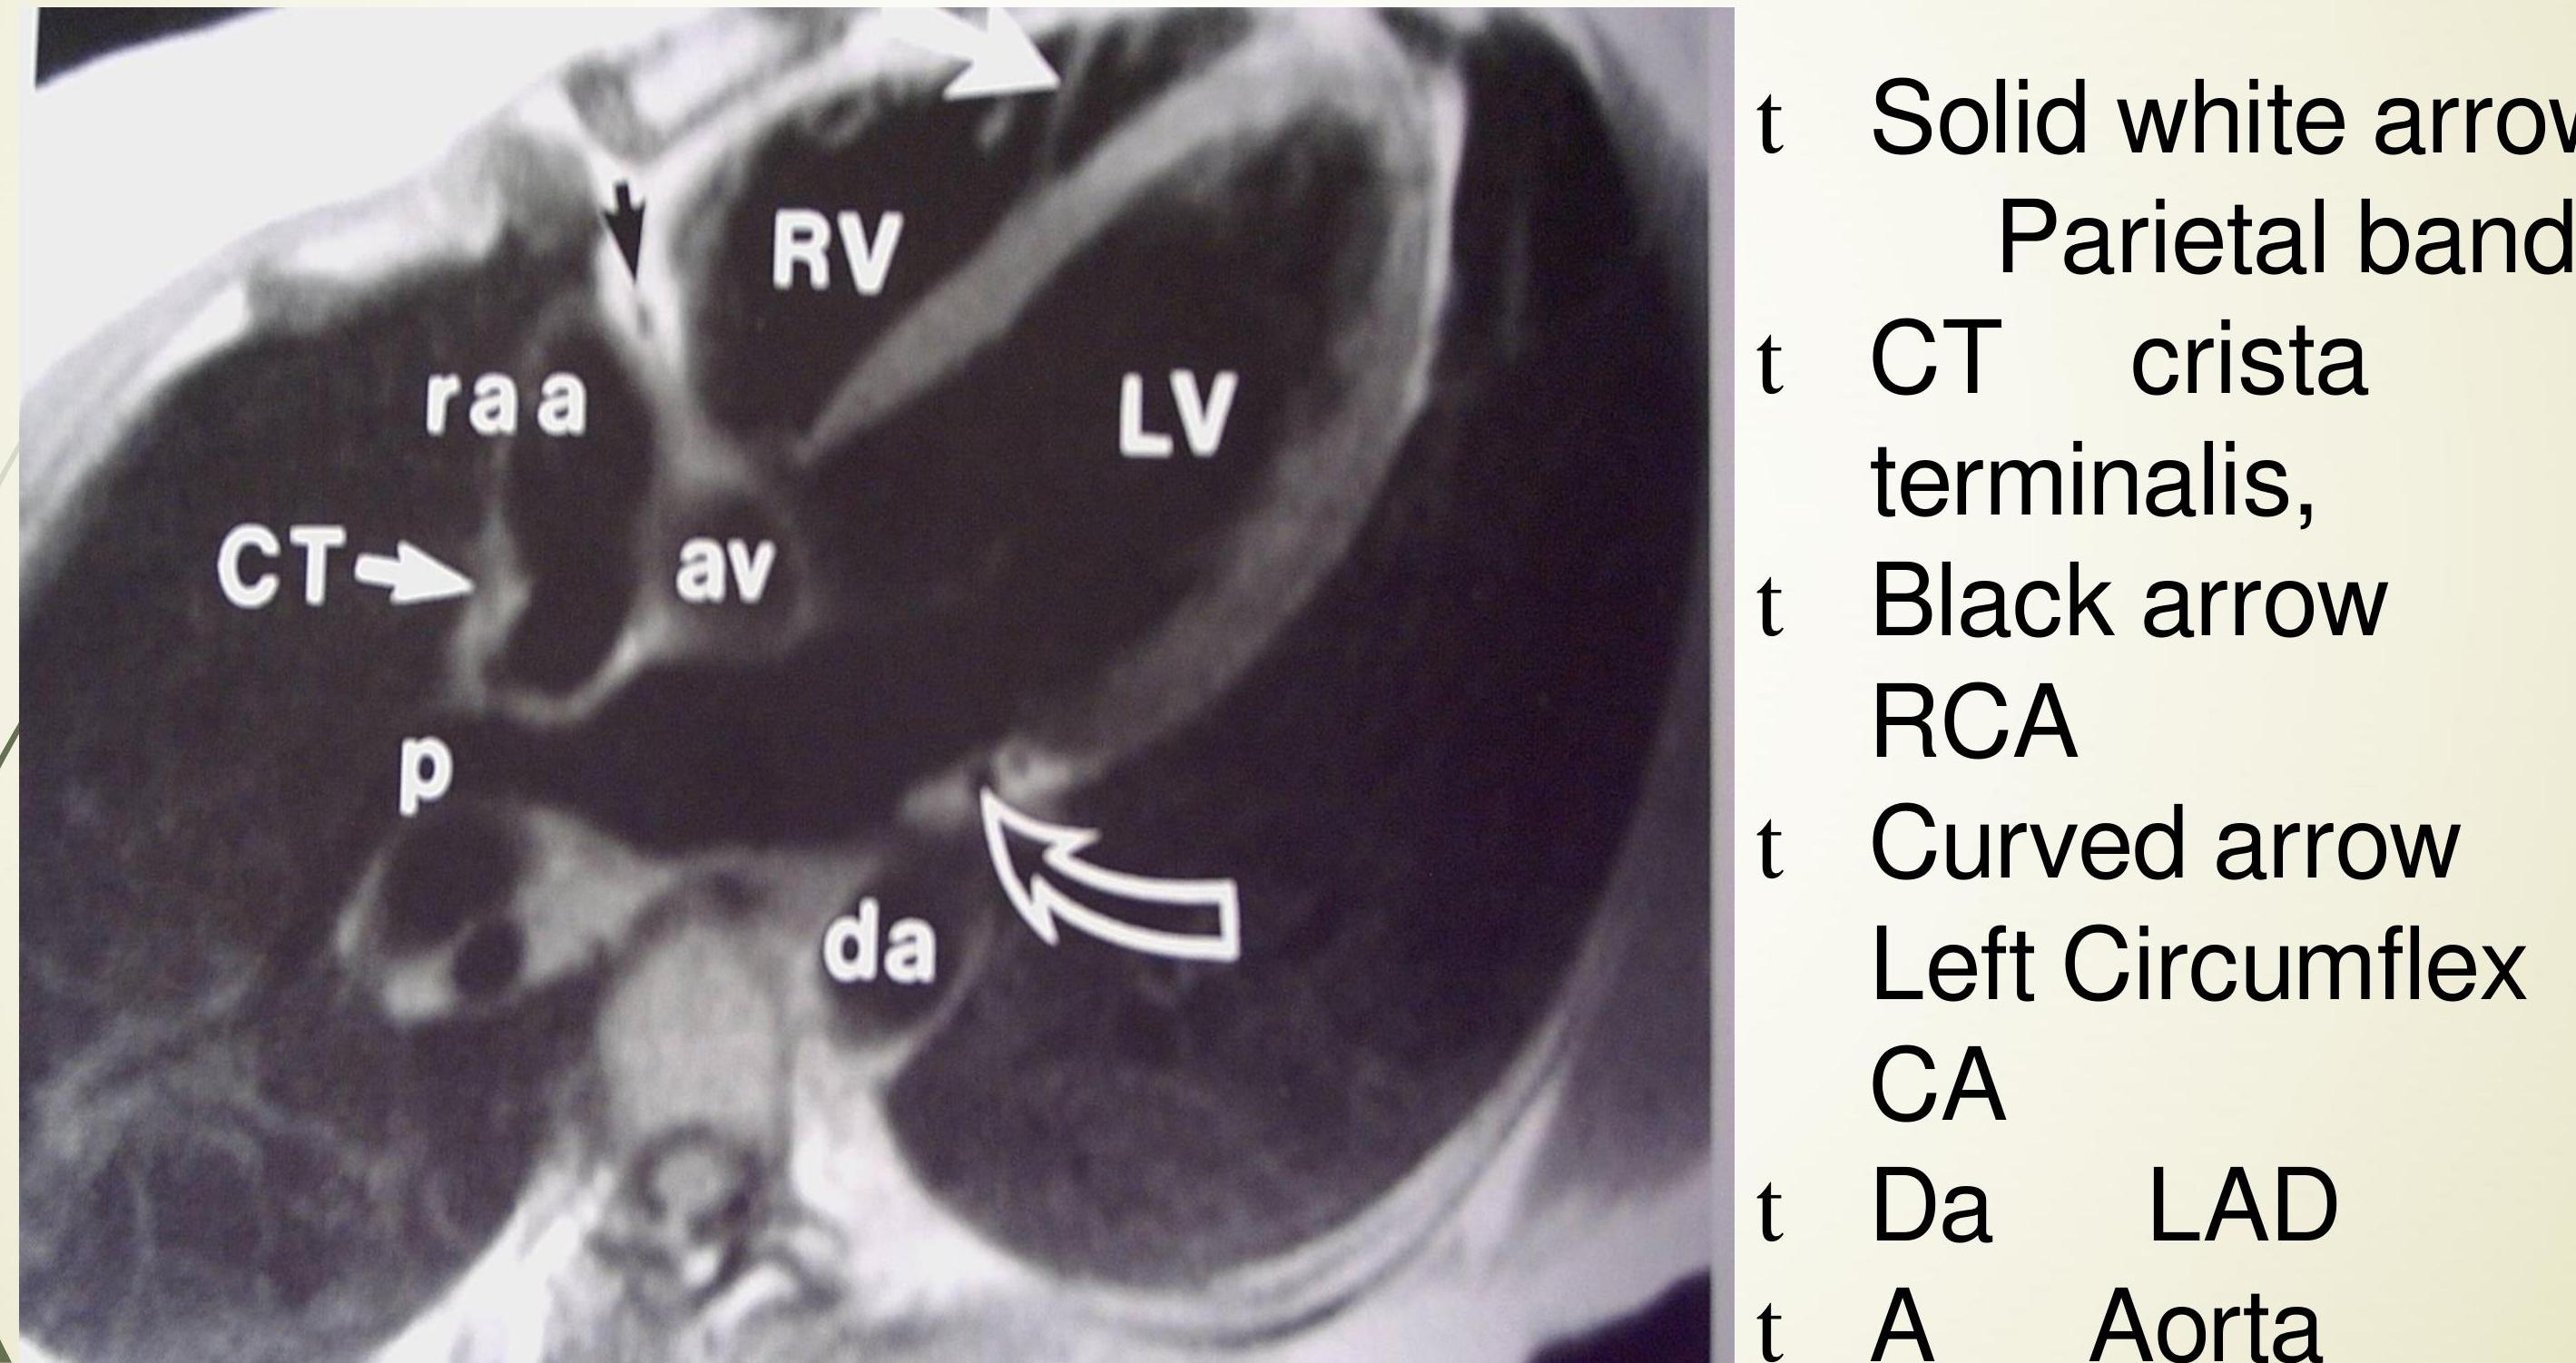 RV
raa
LV
CT
av
p
da
t Solid white arrow
Parietal band
t CT crista
terminalis,
t Black arrow
RCA
t Curved arrow
Left Circumflex
CA
t Da LAD
t A Aorta